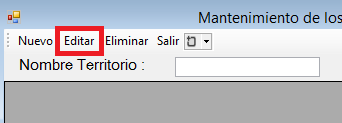 Mantenimiento de los
Nuevo Editar Eliminar Salir
Nombre Territorio :